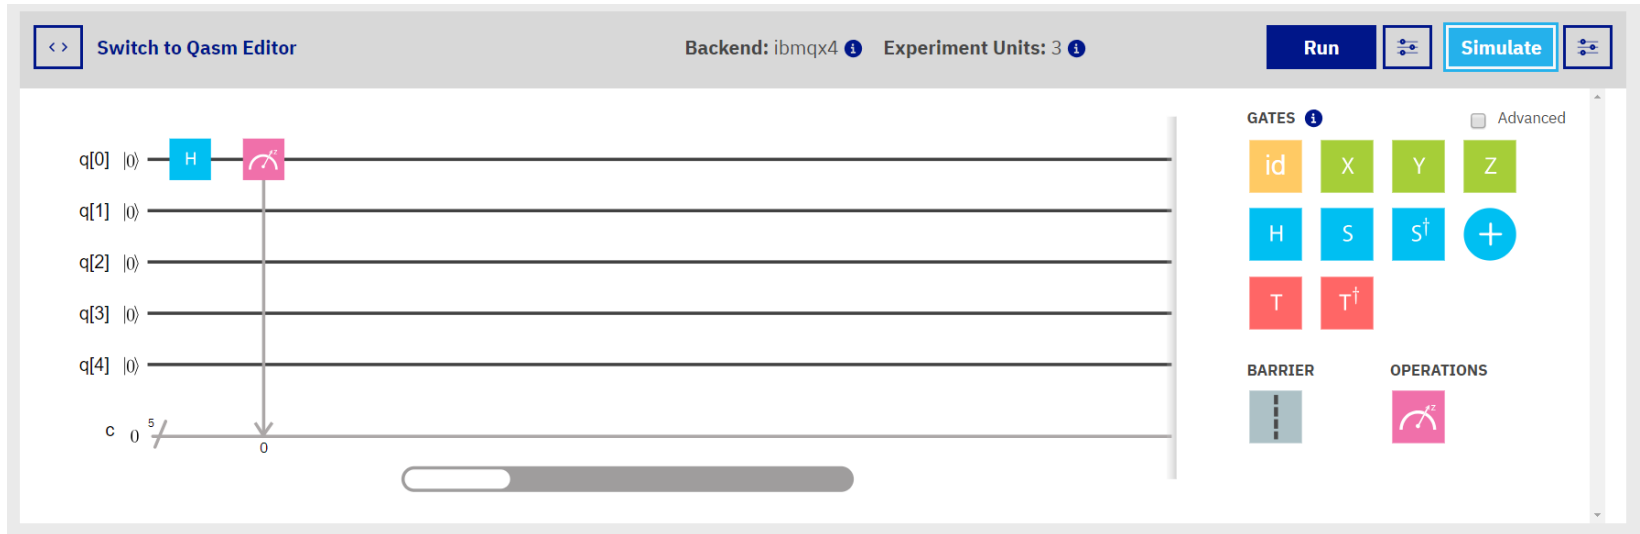 <> Switch to Qasm Editor Backend: ibmqx4 i Experiment Units: 3 i Run Simulate
GATES i Advanced
q[0] |0⟩ H z
id X Y Z
q[1] |0⟩
H S S† +
q[2] |0⟩
q[3] |0⟩
T T†
q[4] |0⟩
BARRIER OPERATIONS
z
c 0 5
0